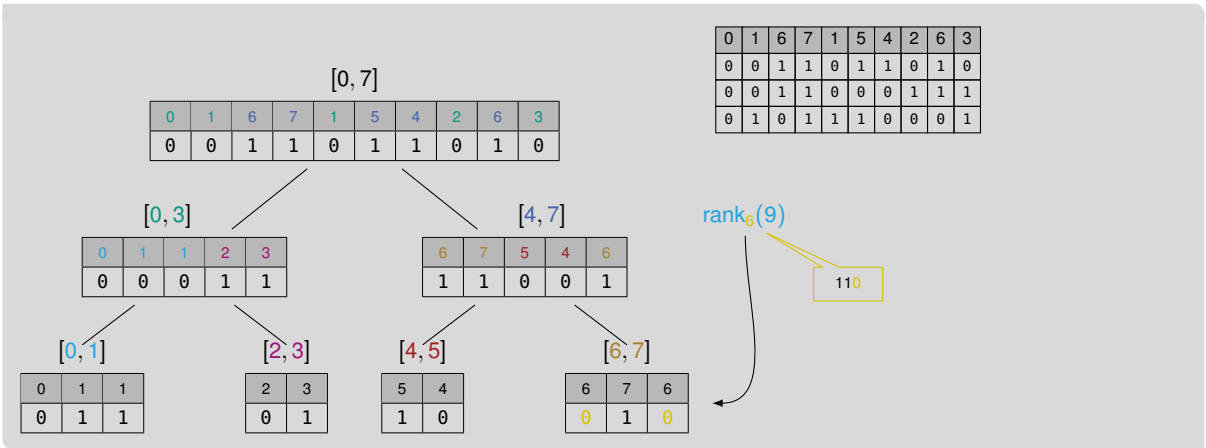 0 1 6 7 1 5 4 2 6 3
0 0 1 1 0 1 1 0 1 0
0 0 1 1 0 0 0 1 1 1
0 1 0 1 1 1 0 0 0 1
[0, 7]
0 1 6 7 1 5 4 2 6 3
0 0 1 1 0 1 1 0 1 0
[0, 3]
0 1 1 2 3
0 0 0 1 1
[4, 7]
6 7 5 4 6
1 1 0 0 1
rank₆(9)
110
[0, 1]
0 1 1
0 1 1
[2, 3]
2 3
0 1
[4, 5]
5 4
1 0
[6, 7]
6 7 6
0 1 0